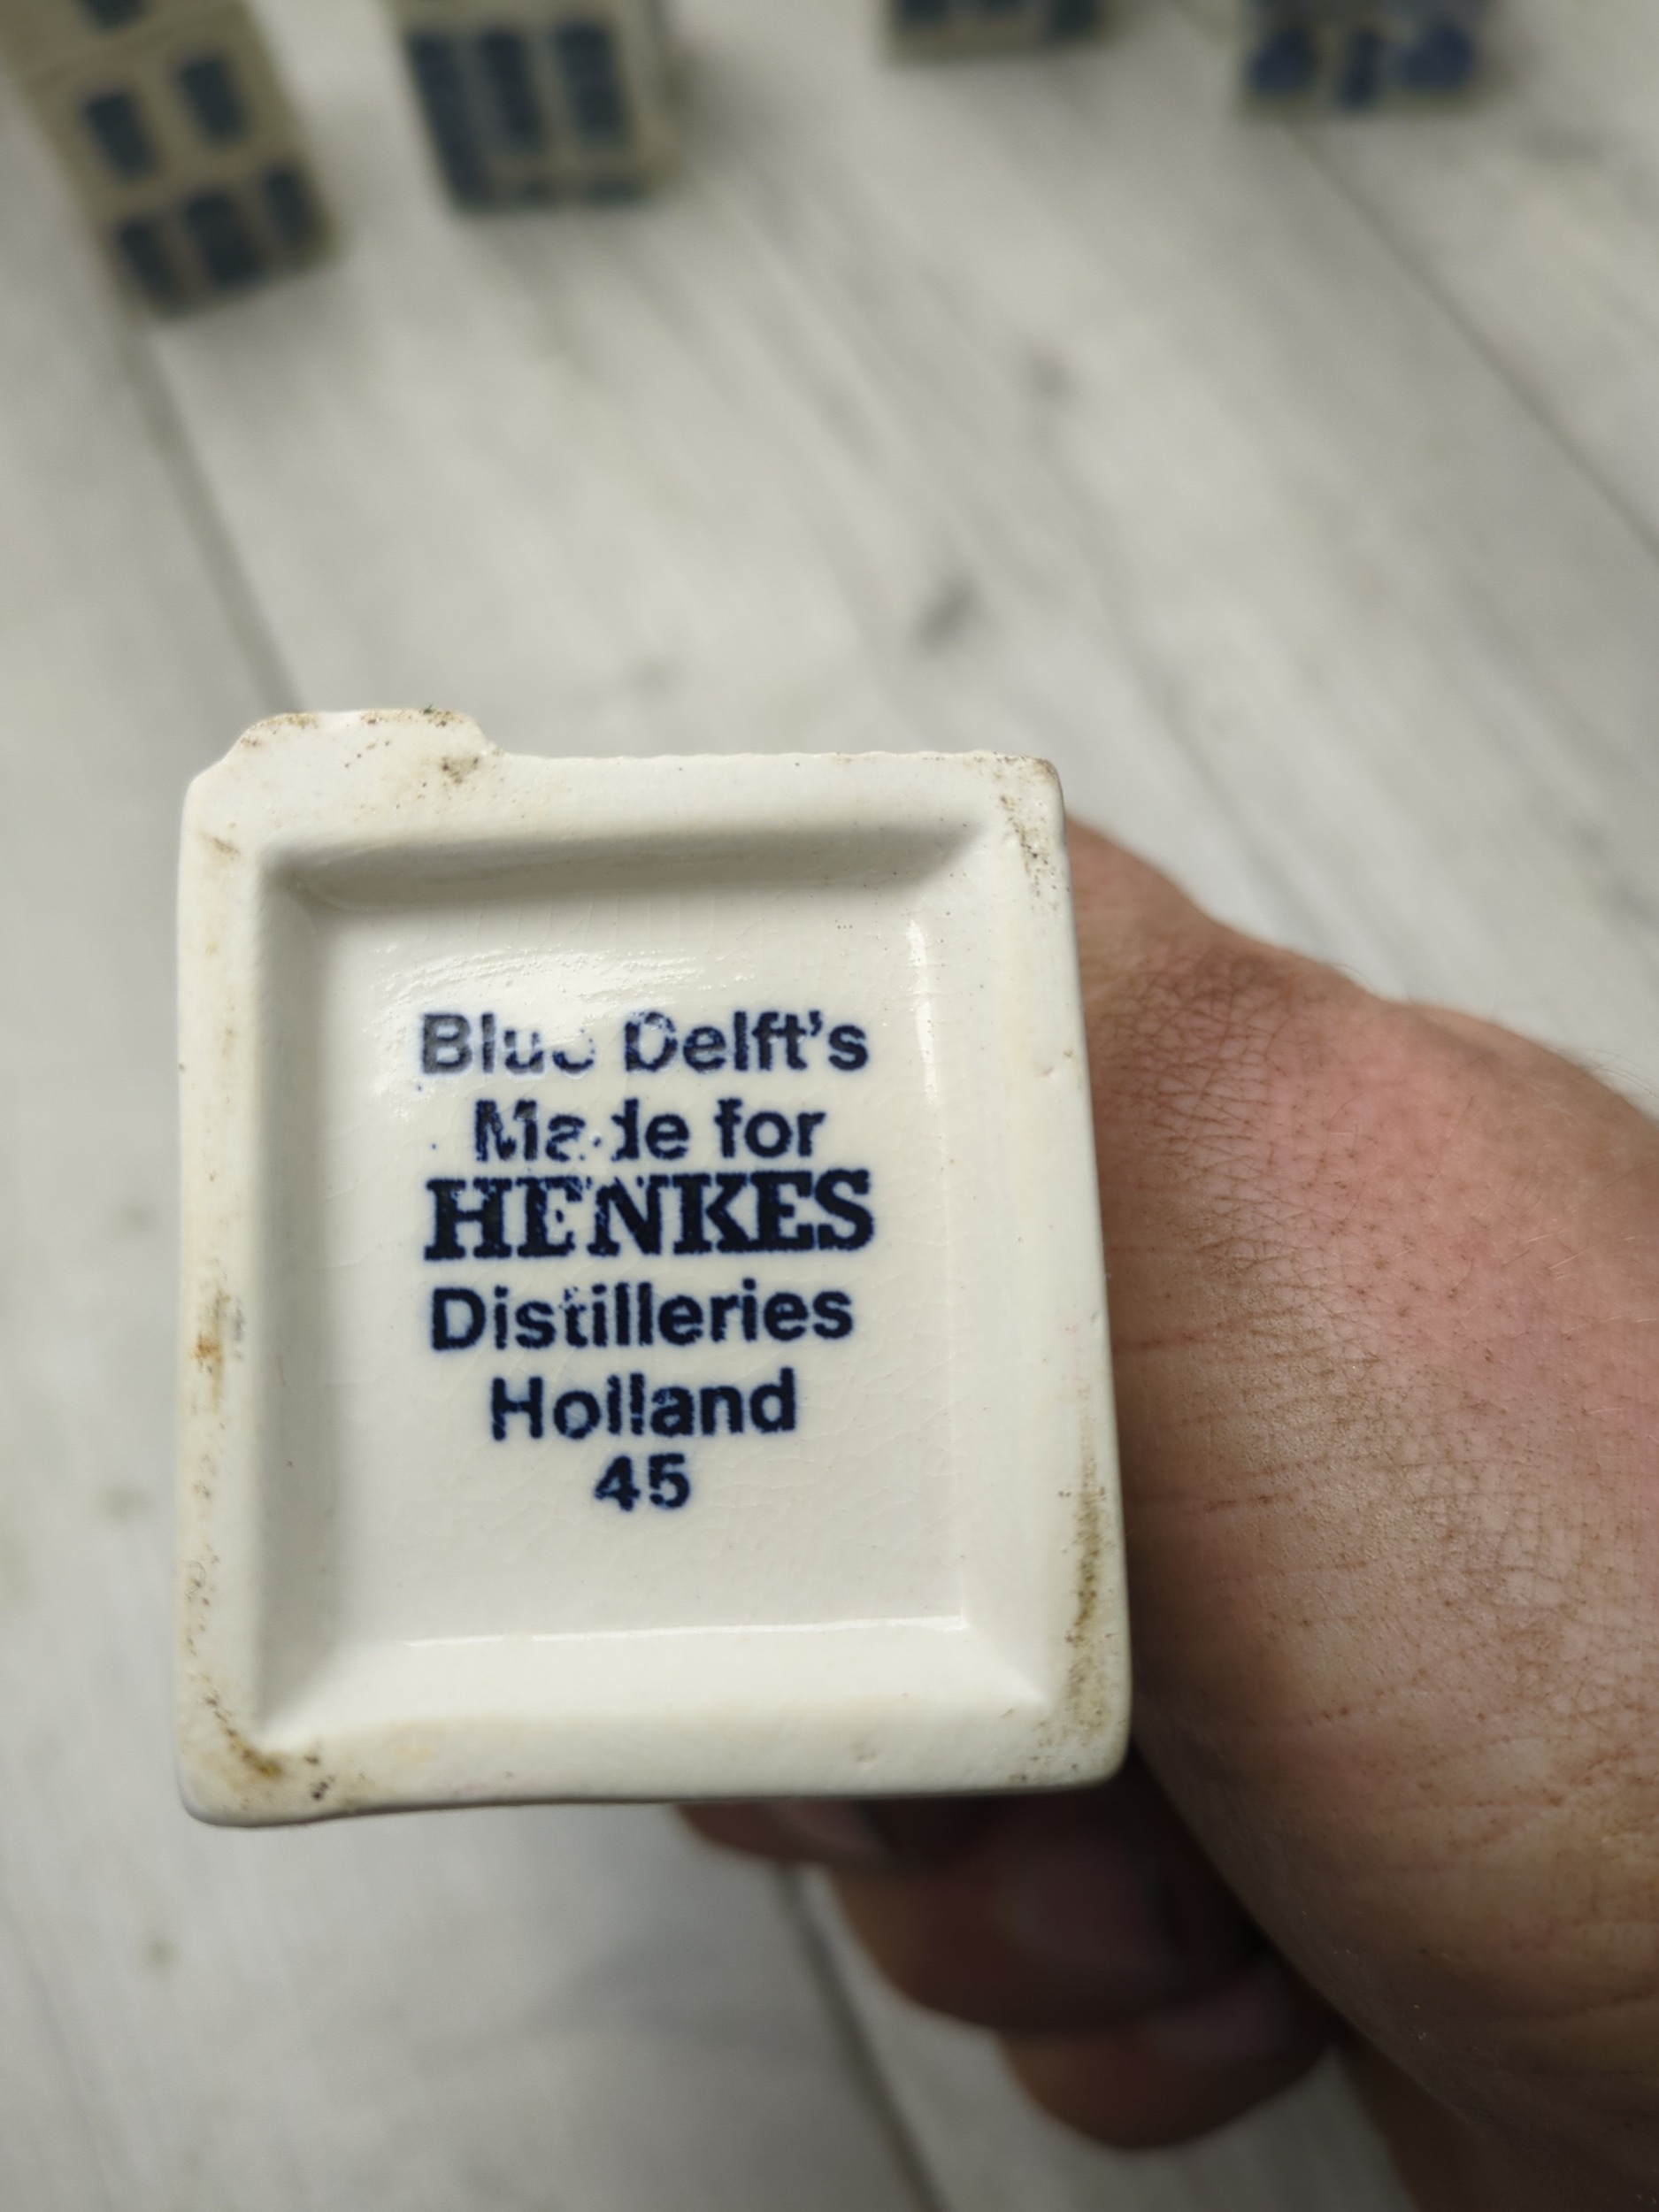 Blue Delft's
Made for
HENKES
Distilleries
Holland
45